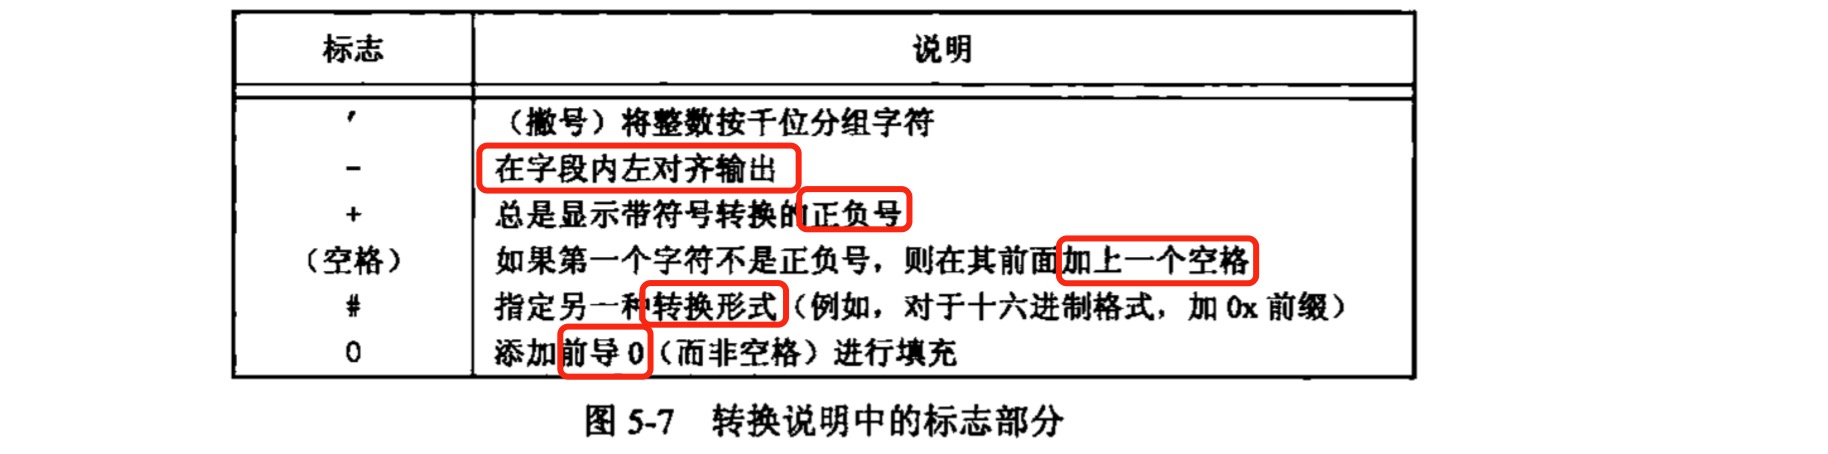 标志 说明
′ （撇号）将整数按千位分组字符
- 在字段内左对齐输出
+ 总是显示带符号转换的正负号
（空格） 如果第一个字符不是正负号，则在其前面加上一个空格
# 指定另一种转换形式（例如，对于十六进制格式，加 0x 前缀）
0 添加前导 0（而非空格）进行填充
图 5-7 转换说明中的标志部分